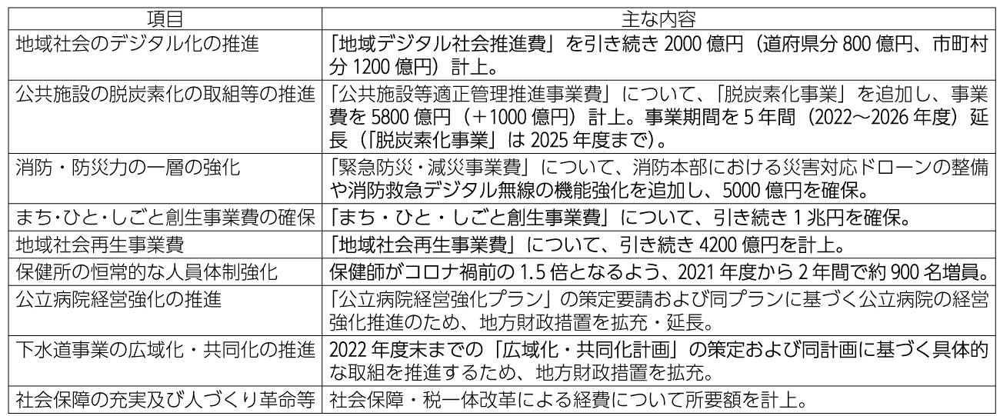 項目
主な内容
地域社会のデジタル化の推進
「地域デジタル社会推進費」を引き続き 2000 億円（道府県分 800 億円、市町村
分 1200 億円）計上。
公共施設の脱炭素化の取組等の推進
「公共施設等適正管理推進事業費」について、「脱炭素化事業」を追加し、事業
費を 5800 億円（＋1000 億円）計上。事業期間を 5 年間（2022～2026 年度）延
長（「脱炭素化事業」は 2025 年度まで）。
消防・防災力の一層の強化
「緊急防災・減災事業費」について、消防本部における災害対応ドローンの整備
や消防救急デジタル無線の機能強化を追加し、5000 億円を確保。
まち・ひと・しごと創生事業費の確保
「まち・ひと・しごと創生事業費」について、引き続き 1 兆円を確保。
地域社会再生事業費
「地域社会再生事業費」について、引き続き 4200 億円を計上。
保健所の恒常的な人員体制強化
保健師がコロナ禍前の 1.5 倍となるよう、2021 年度から 2 年間で約 900 名増員。
公立病院経営強化の推進
「公立病院経営強化プラン」の策定要請および同プランに基づく公立病院の経営
強化推進のため、地方財政措置を拡充・延長。
下水道事業の広域化・共同化の推進
2022 年度末までの「広域化・共同化計画」の策定および同計画に基づく具体的
な取組を推進するため、地方財政措置を拡充。
社会保障の充実及び人づくり革命等
社会保障・税一体改革による経費について所要額を計上。